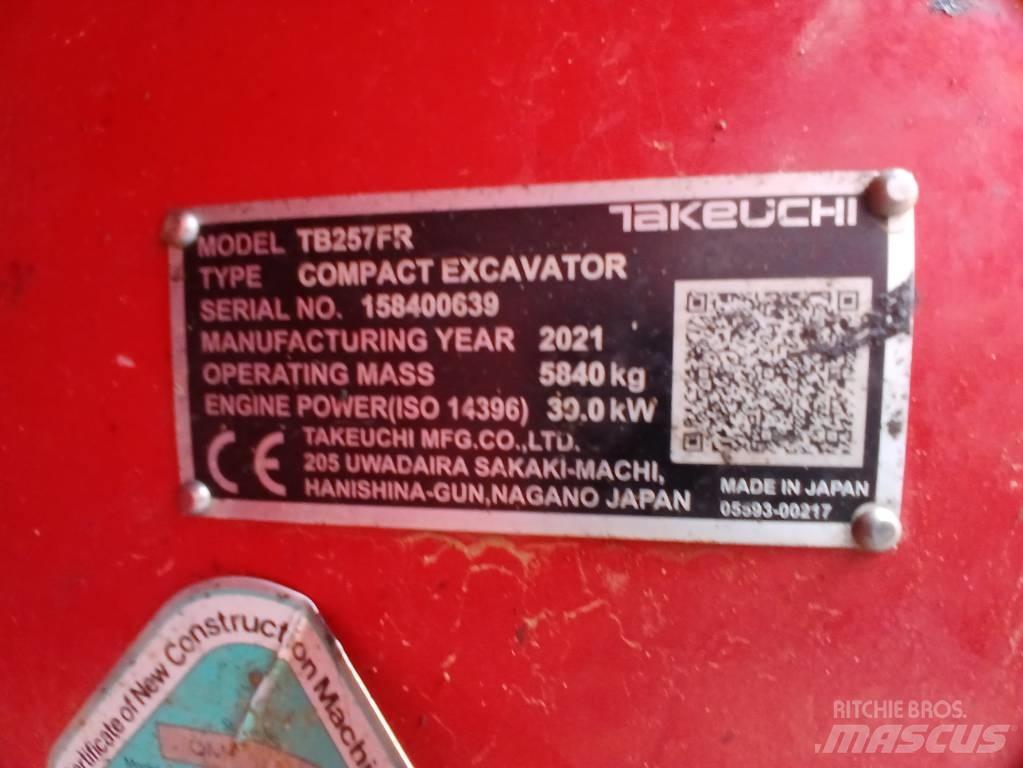 TAKEUCHI
MODEL TB257FR
TYPE COMPACT EXCAVATOR
SERIAL NO. 158400639
MANUFACTURING YEAR 2021
OPERATING MASS 5840 kg
ENGINE POWER(ISO 14396) 39.0 kW
CE
TAKEUCHI MFG.CO.,LTD.
205 UWADAIRA SAKAKI-MACHI,
HANISHINA-GUN,NAGANO JAPAN
MADE IN JAPAN
05593-00217
of New Construction
RITCHIE BROS.
MASCUS